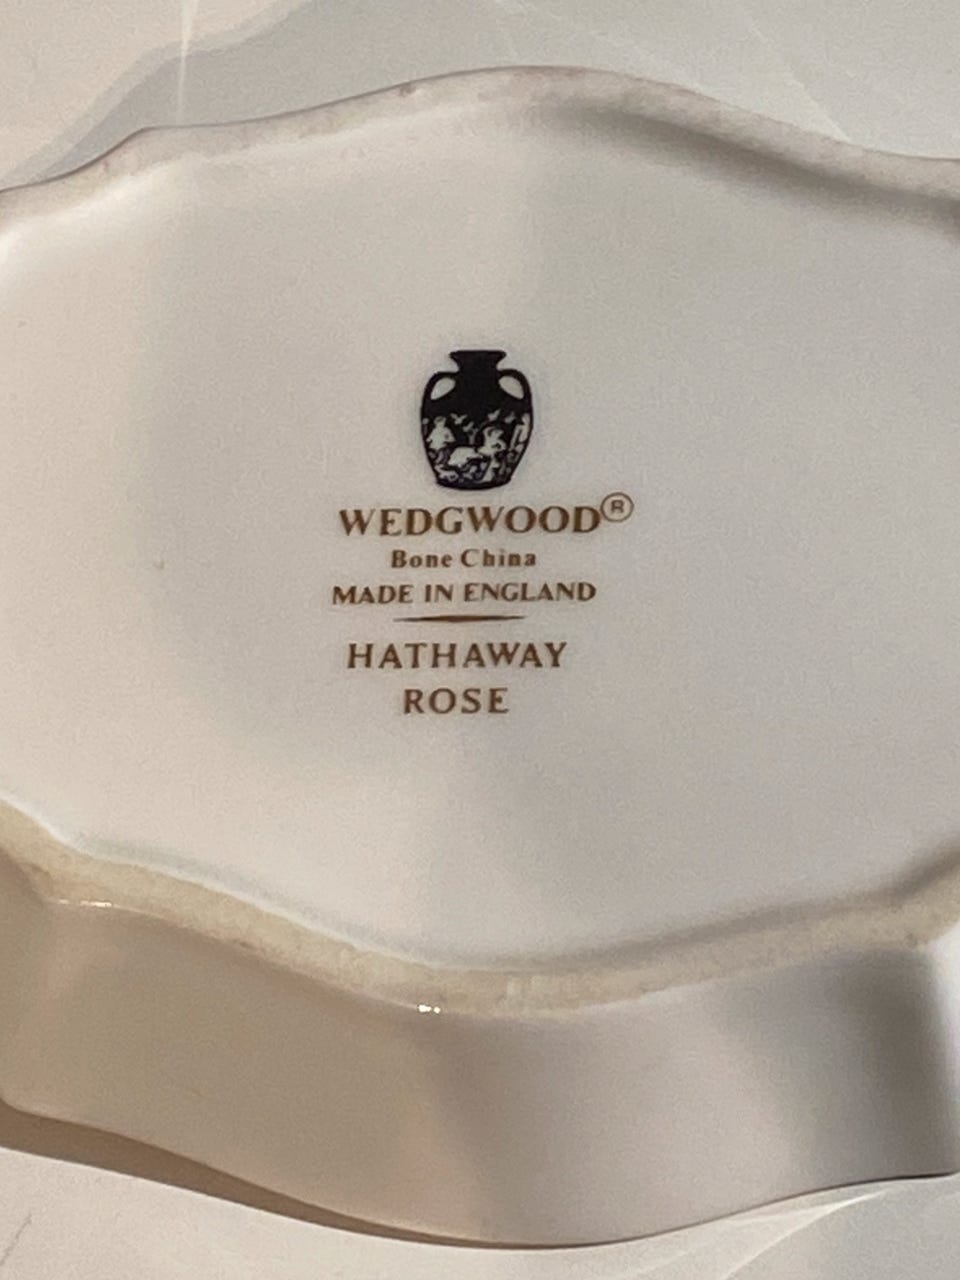 WEDGWOOD®
Bone China
MADE IN ENGLAND
HATHAWAY
ROSE